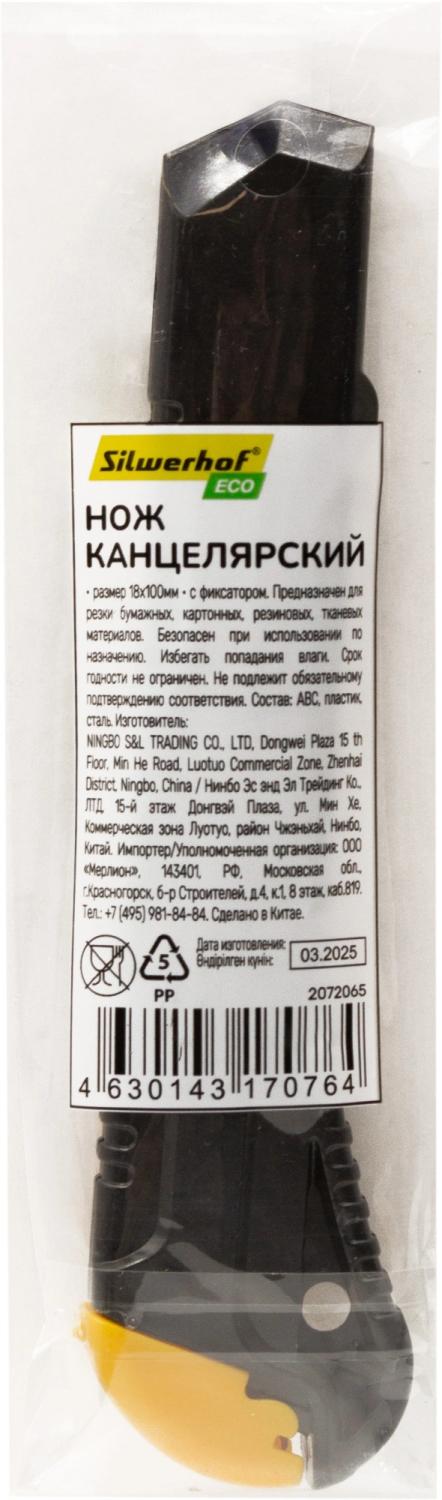 Silwerhof®
ECO
НОЖ
КАНЦЕЛЯРСКИЙ
• размер 18х100мм • с фиксатором. Предназначен для
резки бумажных, картонных, резиновых, тканевых
материалов. Безопасен при использовании по
назначению. Избегать попадания влаги. Срок
годности не ограничен. Не подлежит обязательному
подтверждению соответствия. Состав: АВС, пластик,
сталь. Изготовитель:
NINGBO S&L TRADING CO., LTD, Dongwei Plaza 15 th
Floor, Min He Road, Luotuo Commercial Zone, Zhenhai
District, Ningbo, China / Нинбо Эс энд Эл Трейдинг Ко.,
ЛТД, 15-й этаж Донгвэй Плаза, ул. Мин Хе,
Коммерческая зона Луотуо, район Чжэньхай, Нинбо,
Китай. Импортер/Уполномоченная организация: ООО
«Мерлион», 143401, РФ, Московская обл.,
г.Красногорск, б-р Строителей, д.4, к.1, 8 этаж, каб.819.
Тел.: +7 (495) 981-84-84. Сделано в Китае.
5
PP
Дата изготовления:
Өндірілген күнін:
03.2025
2072065
4 630143 170764